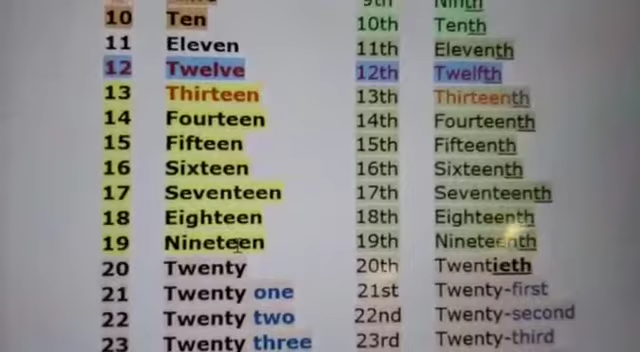 9th Ninth
10 Ten 10th Tenth
11 Eleven 11th Eleventh
12 Twelve 12th Twelfth
13 Thirteen 13th Thirteenth
14 Fourteen 14th Fourteenth
15 Fifteen 15th Fifteenth
16 Sixteen 16th Sixteenth
17 Seventeen 17th Seventeenth
18 Eighteen 18th Eighteenth
19 Nineteen 19th Nineteenth
20 Twenty 20th Twentieth
21 Twenty one 21st Twenty-first
22 Twenty two 22nd Twenty-second
23 Twenty three 23rd Twenty-third